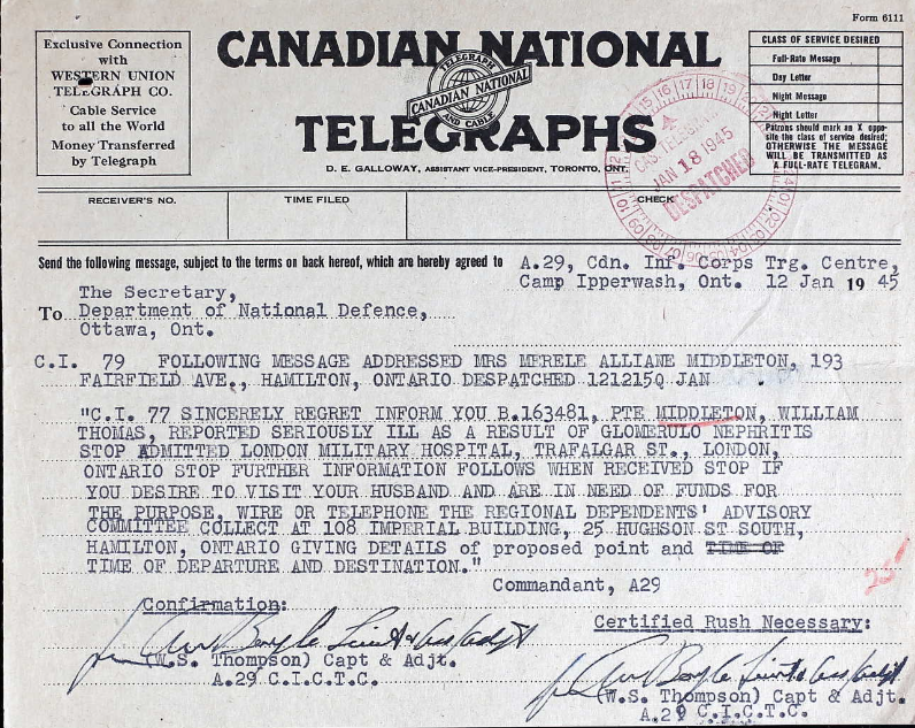 Form 6111
Exclusive Connection
with
WESTERN UNION
TELEGRAPH CO.
Cable Service
to all the World
Money Transferred
by Telegraph
CANADIAN NATIONAL
TELEGRAPH
CANADIAN NATIONAL
AND CABLE
TELEGRAPHS
D. E. GALLOWAY, ASSISTANT VICE-PRESIDENT, TORONTO, ONT.
CLASS OF SERVICE DESIRED
Full-Rate Message
Day Letter
Night Message
Night Letter
Patrons should mark an X oppo-
site the class of service desired;
OTHERWISE THE MESSAGE
WILL BE TRANSMITTED AS
A FULL-RATE TELEGRAM.
JAN 18 1945
DESPATCHED
RECEIVER'S NO.
TIME FILED
CHECK
Send the following message, subject to the terms on back hereof, which are hereby agreed to
A.29, Cdn. Inf. Corps Trg. Centre,
Camp Ipperwash, Ont. 12 Jan 19 45
The Secretary,
To Department of National Defence,
Ottawa, Ont.
C.I. 79 FOLLOWING MESSAGE ADDRESSED MRS MERELE ALLIANE MIDDLETON, 193
FAIRFIELD AVE., HAMILTON, ONTARIO DESPATCHED 121215Q JAN .
"C.I. 77 SINCERELY REGRET INFORM YOU B.163481, PTE MIDDLETON, WILLIAM
THOMAS, REPORTED SERIOUSLY ILL AS A RESULT OF GLOMERULO NEPHRITIS
STOP ADMITTED LONDON MILITARY HOSPITAL, TRAFALGAR ST., LONDON,
ONTARIO STOP FURTHER INFORMATION FOLLOWS WHEN RECEIVED STOP IF
YOU DESIRE TO VISIT YOUR HUSBAND AND ARE IN NEED OF FUNDS FOR
THE PURPOSE, WIRE OR TELEPHONE THE REGIONAL DEPENDENTS' ADVISORY
COMMITTEE COLLECT AT 108 IMPERIAL BUILDING, 25 HUGHSON ST SOUTH,
HAMILTON, ONTARIO GIVING DETAILS of proposed point and TIME OF
TIME OF DEPARTURE AND DESTINATION."
Commandant, A29
Confirmation:
(W.S. Thompson) Capt & Adjt.
A.29 C.I.C.T.C.
Certified Rush Necessary:
(W.S. Thompson) Capt & Adjt.
A.29 C.I.C.T.C.